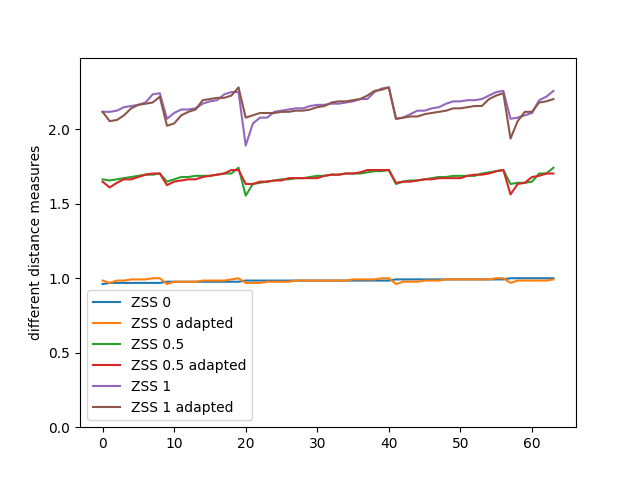 different distance measures
2.0
1.5
1.0
0.5
0.0
ZSS 0
ZSS 0 adapted
ZSS 0.5
ZSS 0.5 adapted
ZSS 1
ZSS 1 adapted
0 10 20 30 40 50 60